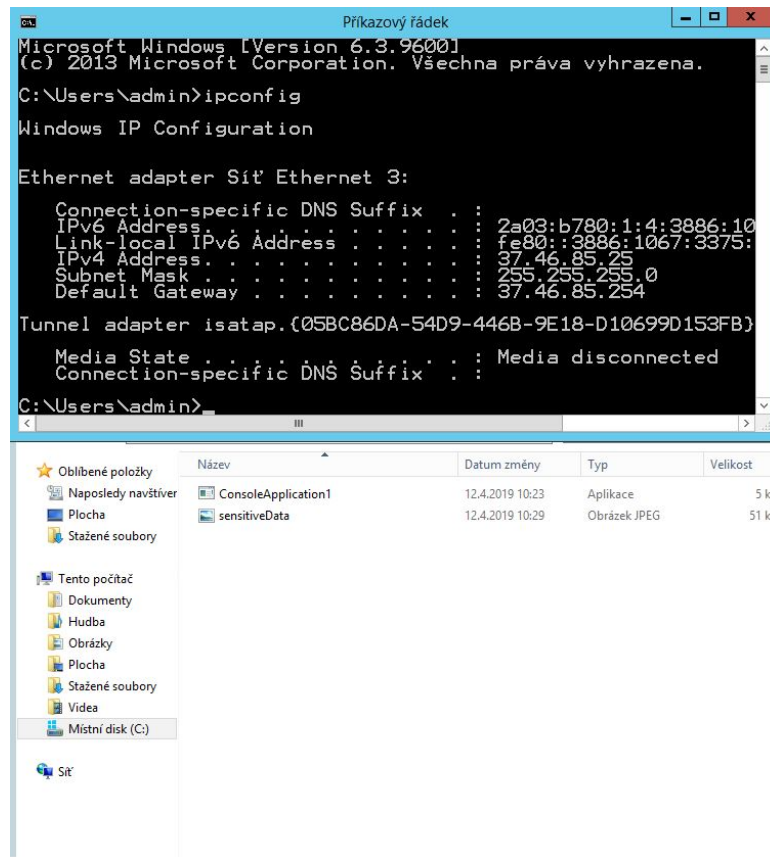 Příkazový řádek
Microsoft Windows [Version 6.3.9600]
(c) 2013 Microsoft Corporation. Všechna práva vyhrazena.
C:\Users\admin>ipconfig
Windows IP Configuration
Ethernet adapter Síť Ethernet 3:
Connection-specific DNS Suffix . :
IPv6 Address. . . . . . . . . . . : 2a03:b780:1:4:3886:10
Link-local IPv6 Address . . . . . : fe80::3886:1067:3375:
IPv4 Address. . . . . . . . . . . : 37.46.85.25
Subnet Mask . . . . . . . . . . . : 255.255.255.0
Default Gateway . . . . . . . . . : 37.46.85.254
Tunnel adapter isatap.{05BC86DA-54D9-446B-9E18-D10699D153FB}
Media State . . . . . . . . . . . : Media disconnected
Connection-specific DNS Suffix . :
C:\Users\admin>_
Název Datum změny Typ Velikost
Oblíbené položky
Naposledy navštíver
Plocha
Stažené soubory
Tento počítač
Dokumenty
Hudba
Obrázky
Plocha
Stažené soubory
Videa
Místní disk (C:)
Síť
ConsoleApplication1 12.4.2019 10:23 Aplikace 5 k
sensitiveData 12.4.2019 10:29 Obrázek JPEG 51 k